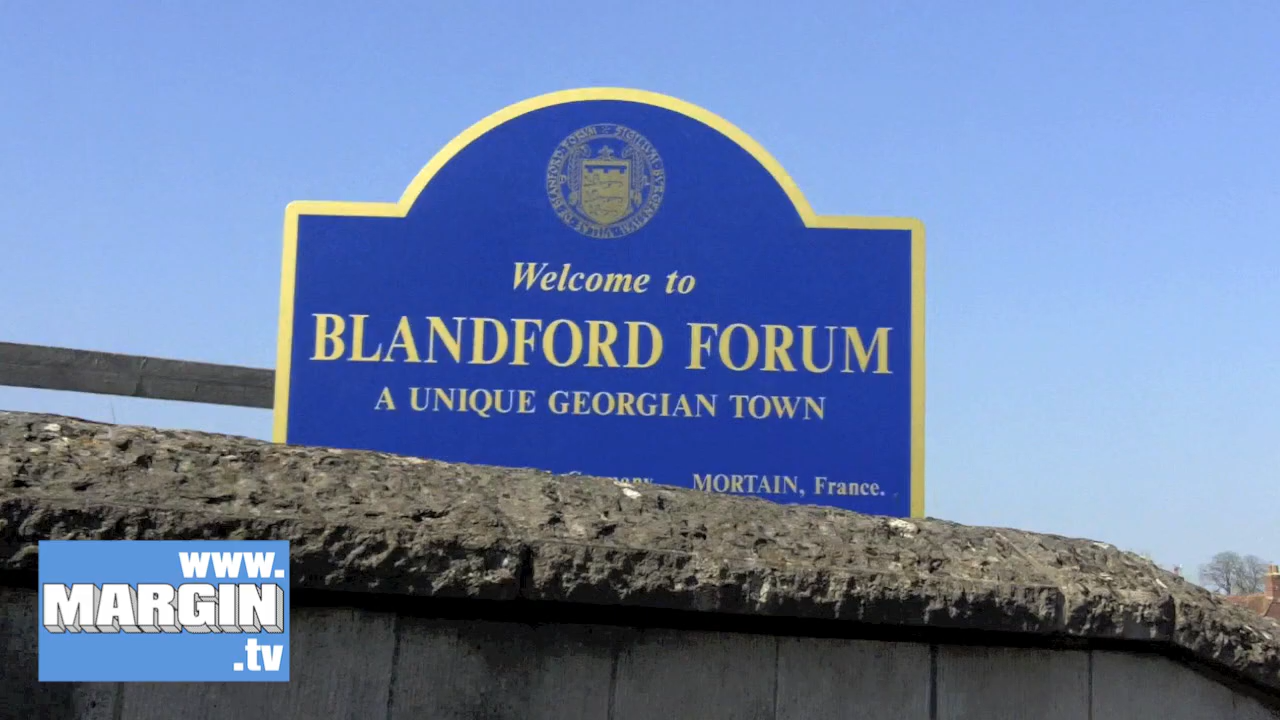 Welcome to
BLANDFORD FORUM
A UNIQUE GEORGIAN TOWN
MORTAIN, France.
www.
MARGIN
.tv